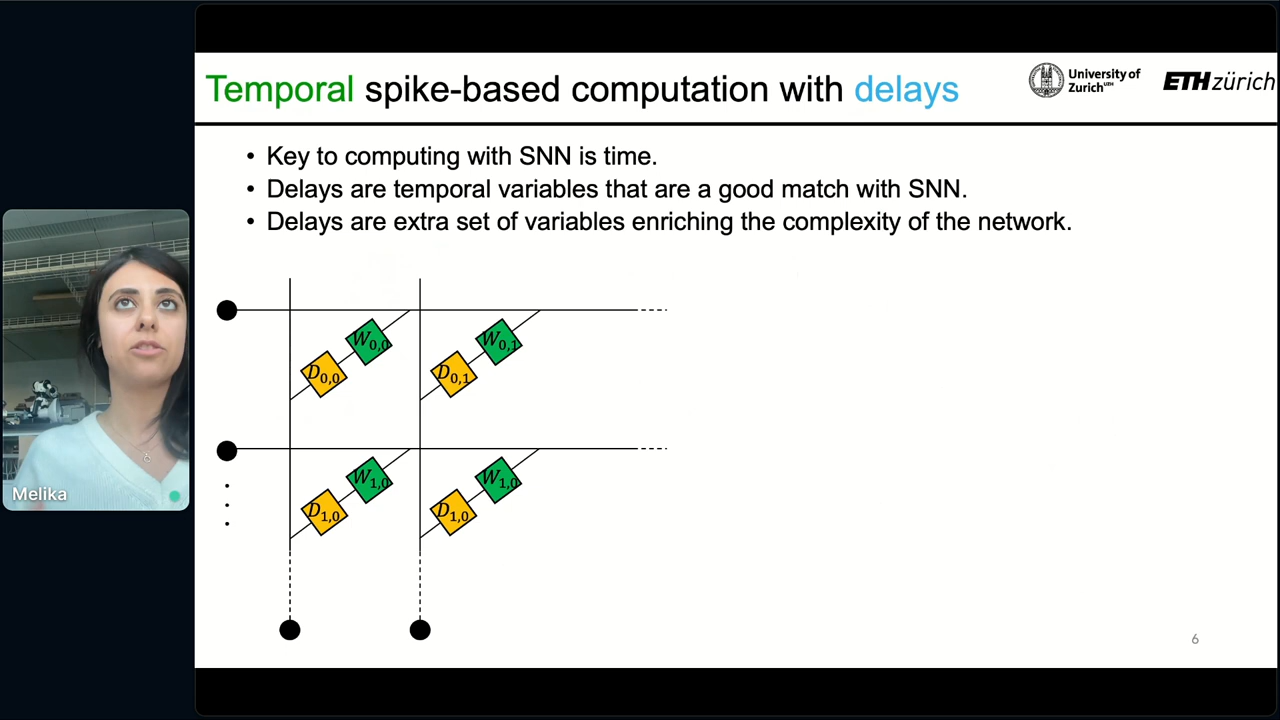 Temporal spike-based computation with delays
University of
Zurich UZH
ETH zürich
• Key to computing with SNN is time.
• Delays are temporal variables that are a good match with SNN.
• Delays are extra set of variables enriching the complexity of the network.
W0,0 W0,1
D0,0 D0,1
W1,0 W1,0
D1,0 D1,0
Melika
6